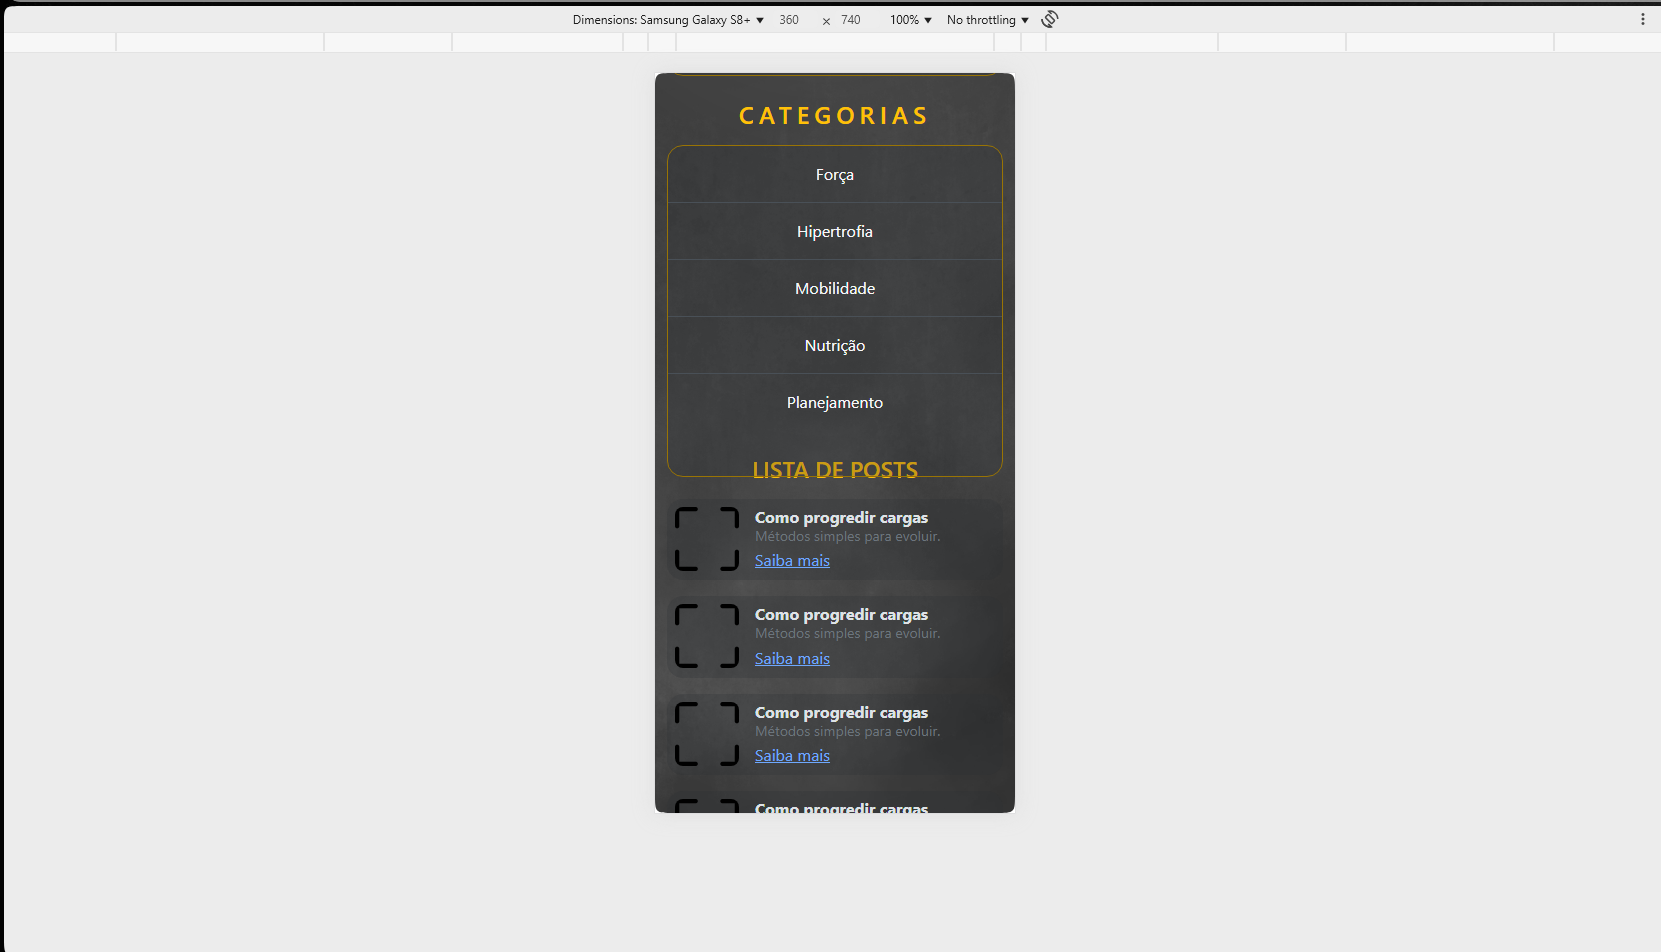 Dimensions: Samsung Galaxy S8+ ▼ 360 × 740 100% ▼ No throttling ▼
CATEGORIAS
Força
Hipertrofia
Mobilidade
Nutrição
Planejamento
LISTA DE POSTS
Como progredir cargas
Métodos simples para evoluir.
Saiba mais
Como progredir cargas
Métodos simples para evoluir.
Saiba mais
Como progredir cargas
Métodos simples para evoluir.
Saiba mais
Como progredir cargas